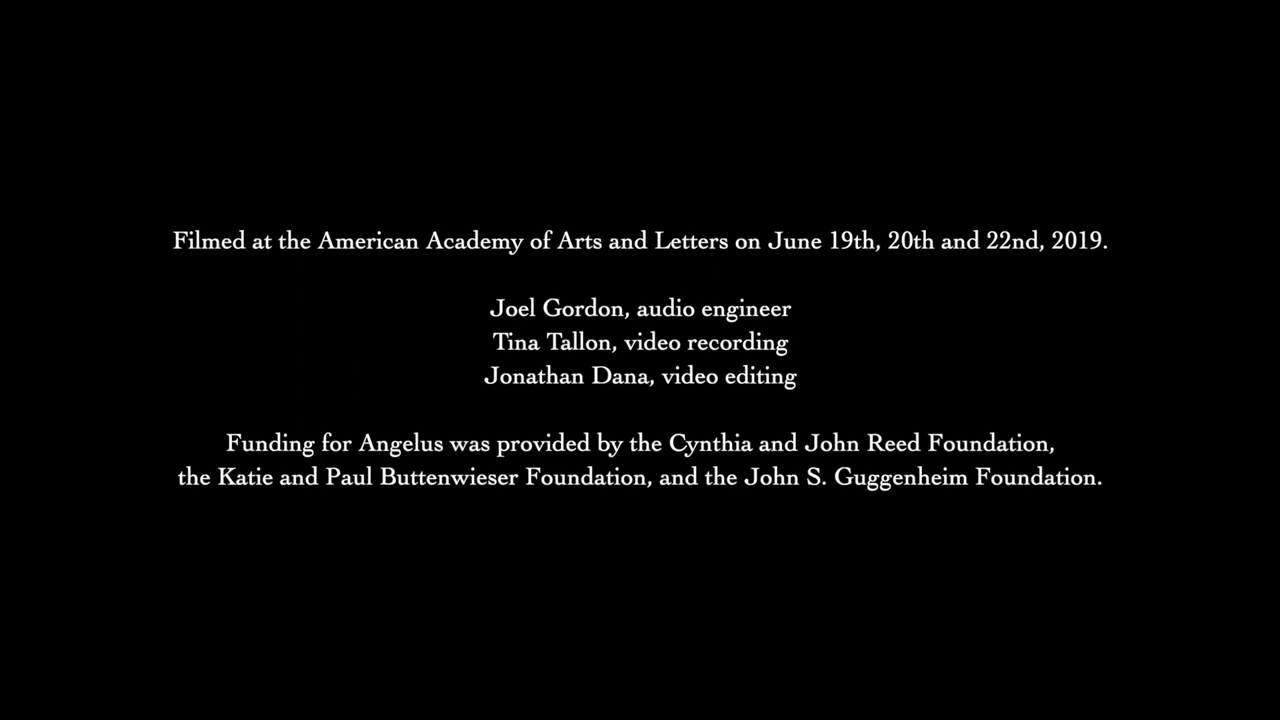 Filmed at the American Academy of Arts and Letters on June 19th, 20th and 22nd, 2019.
Joel Gordon, audio engineer
Tina Tallon, video recording
Jonathan Dana, video editing
Funding for Angelus was provided by the Cynthia and John Reed Foundation,
the Katie and Paul Buttenwieser Foundation, and the John S. Guggenheim Foundation.